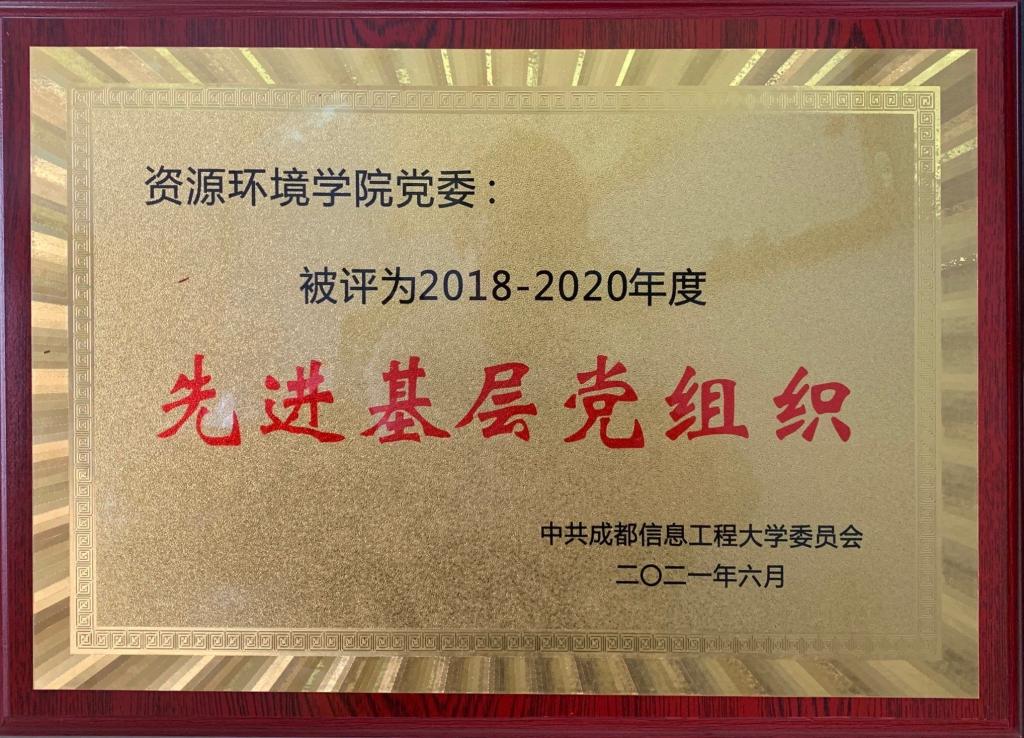 资源环境学院党委:
被评为2018-2020年度
先进基层党组织
中共成都信息工程大学委员会
二〇二一年六月